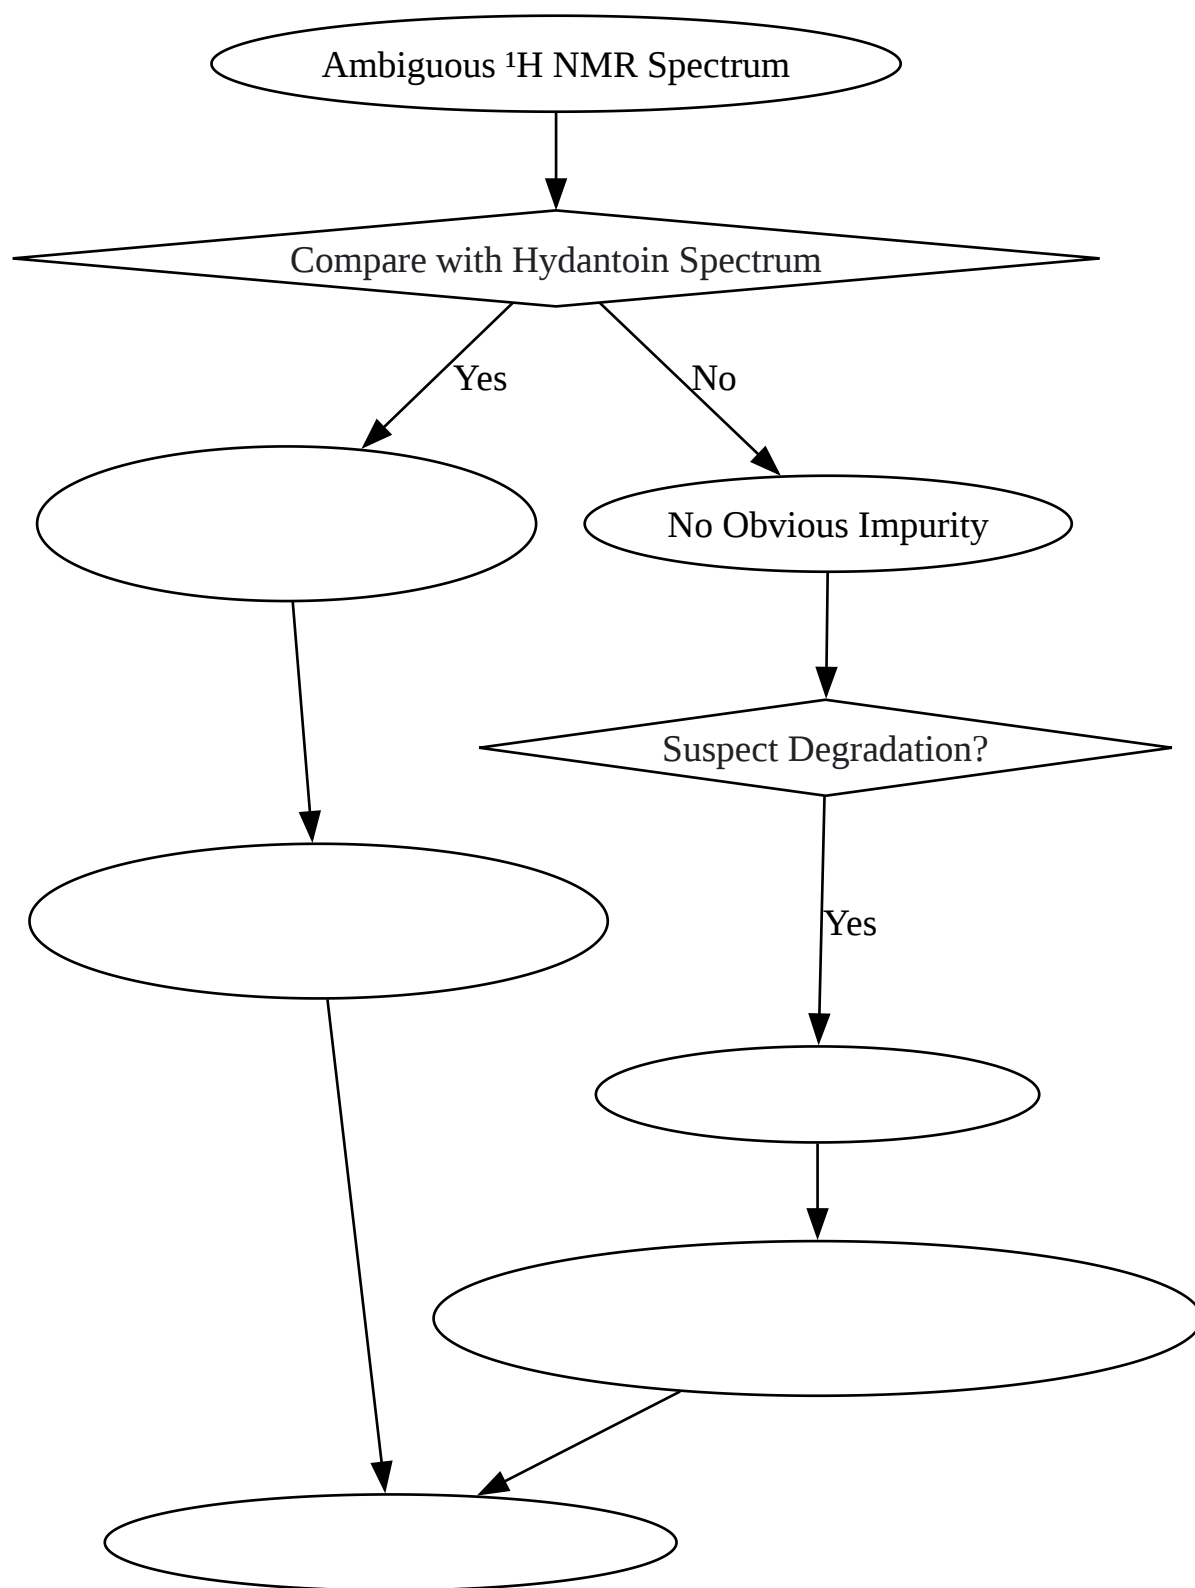 Ambiguous ¹H NMR Spectrum
Compare with Hydantoin Spectrum
Yes
No
No Obvious Impurity
Suspect Degradation?
Yes